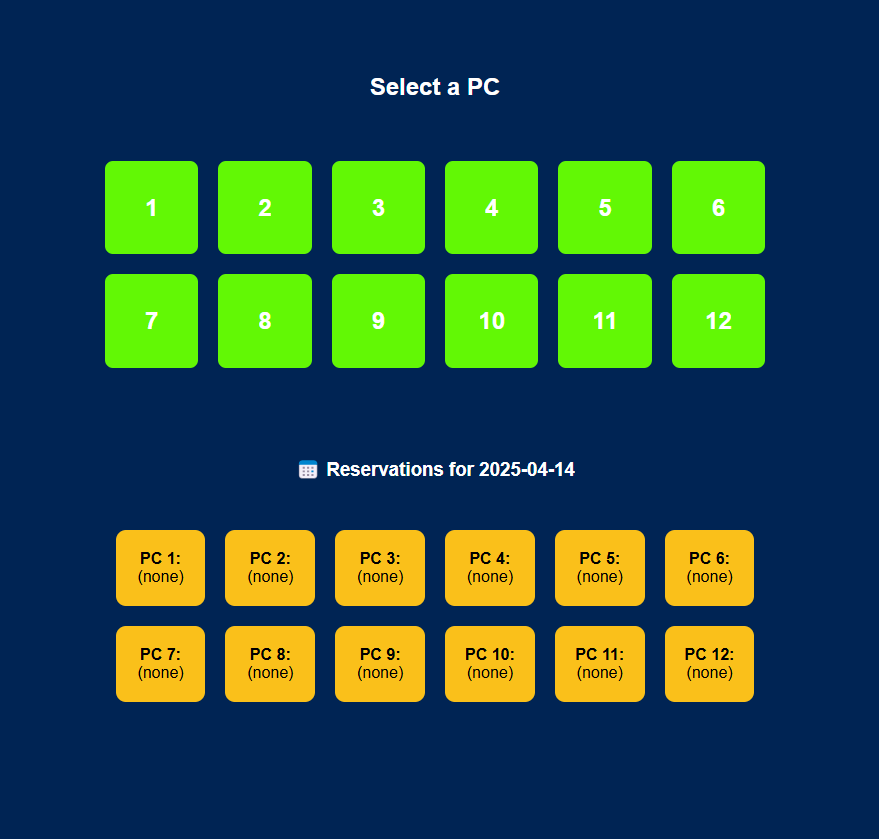 Select a PC
1 2 3 4 5 6
7 8 9 10 11 12
Reservations for 2025-04-14
PC 1: PC 2: PC 3: PC 4: PC 5: PC 6:
(none) (none) (none) (none) (none) (none)
PC 7: PC 8: PC 9: PC 10: PC 11: PC 12:
(none) (none) (none) (none) (none) (none)